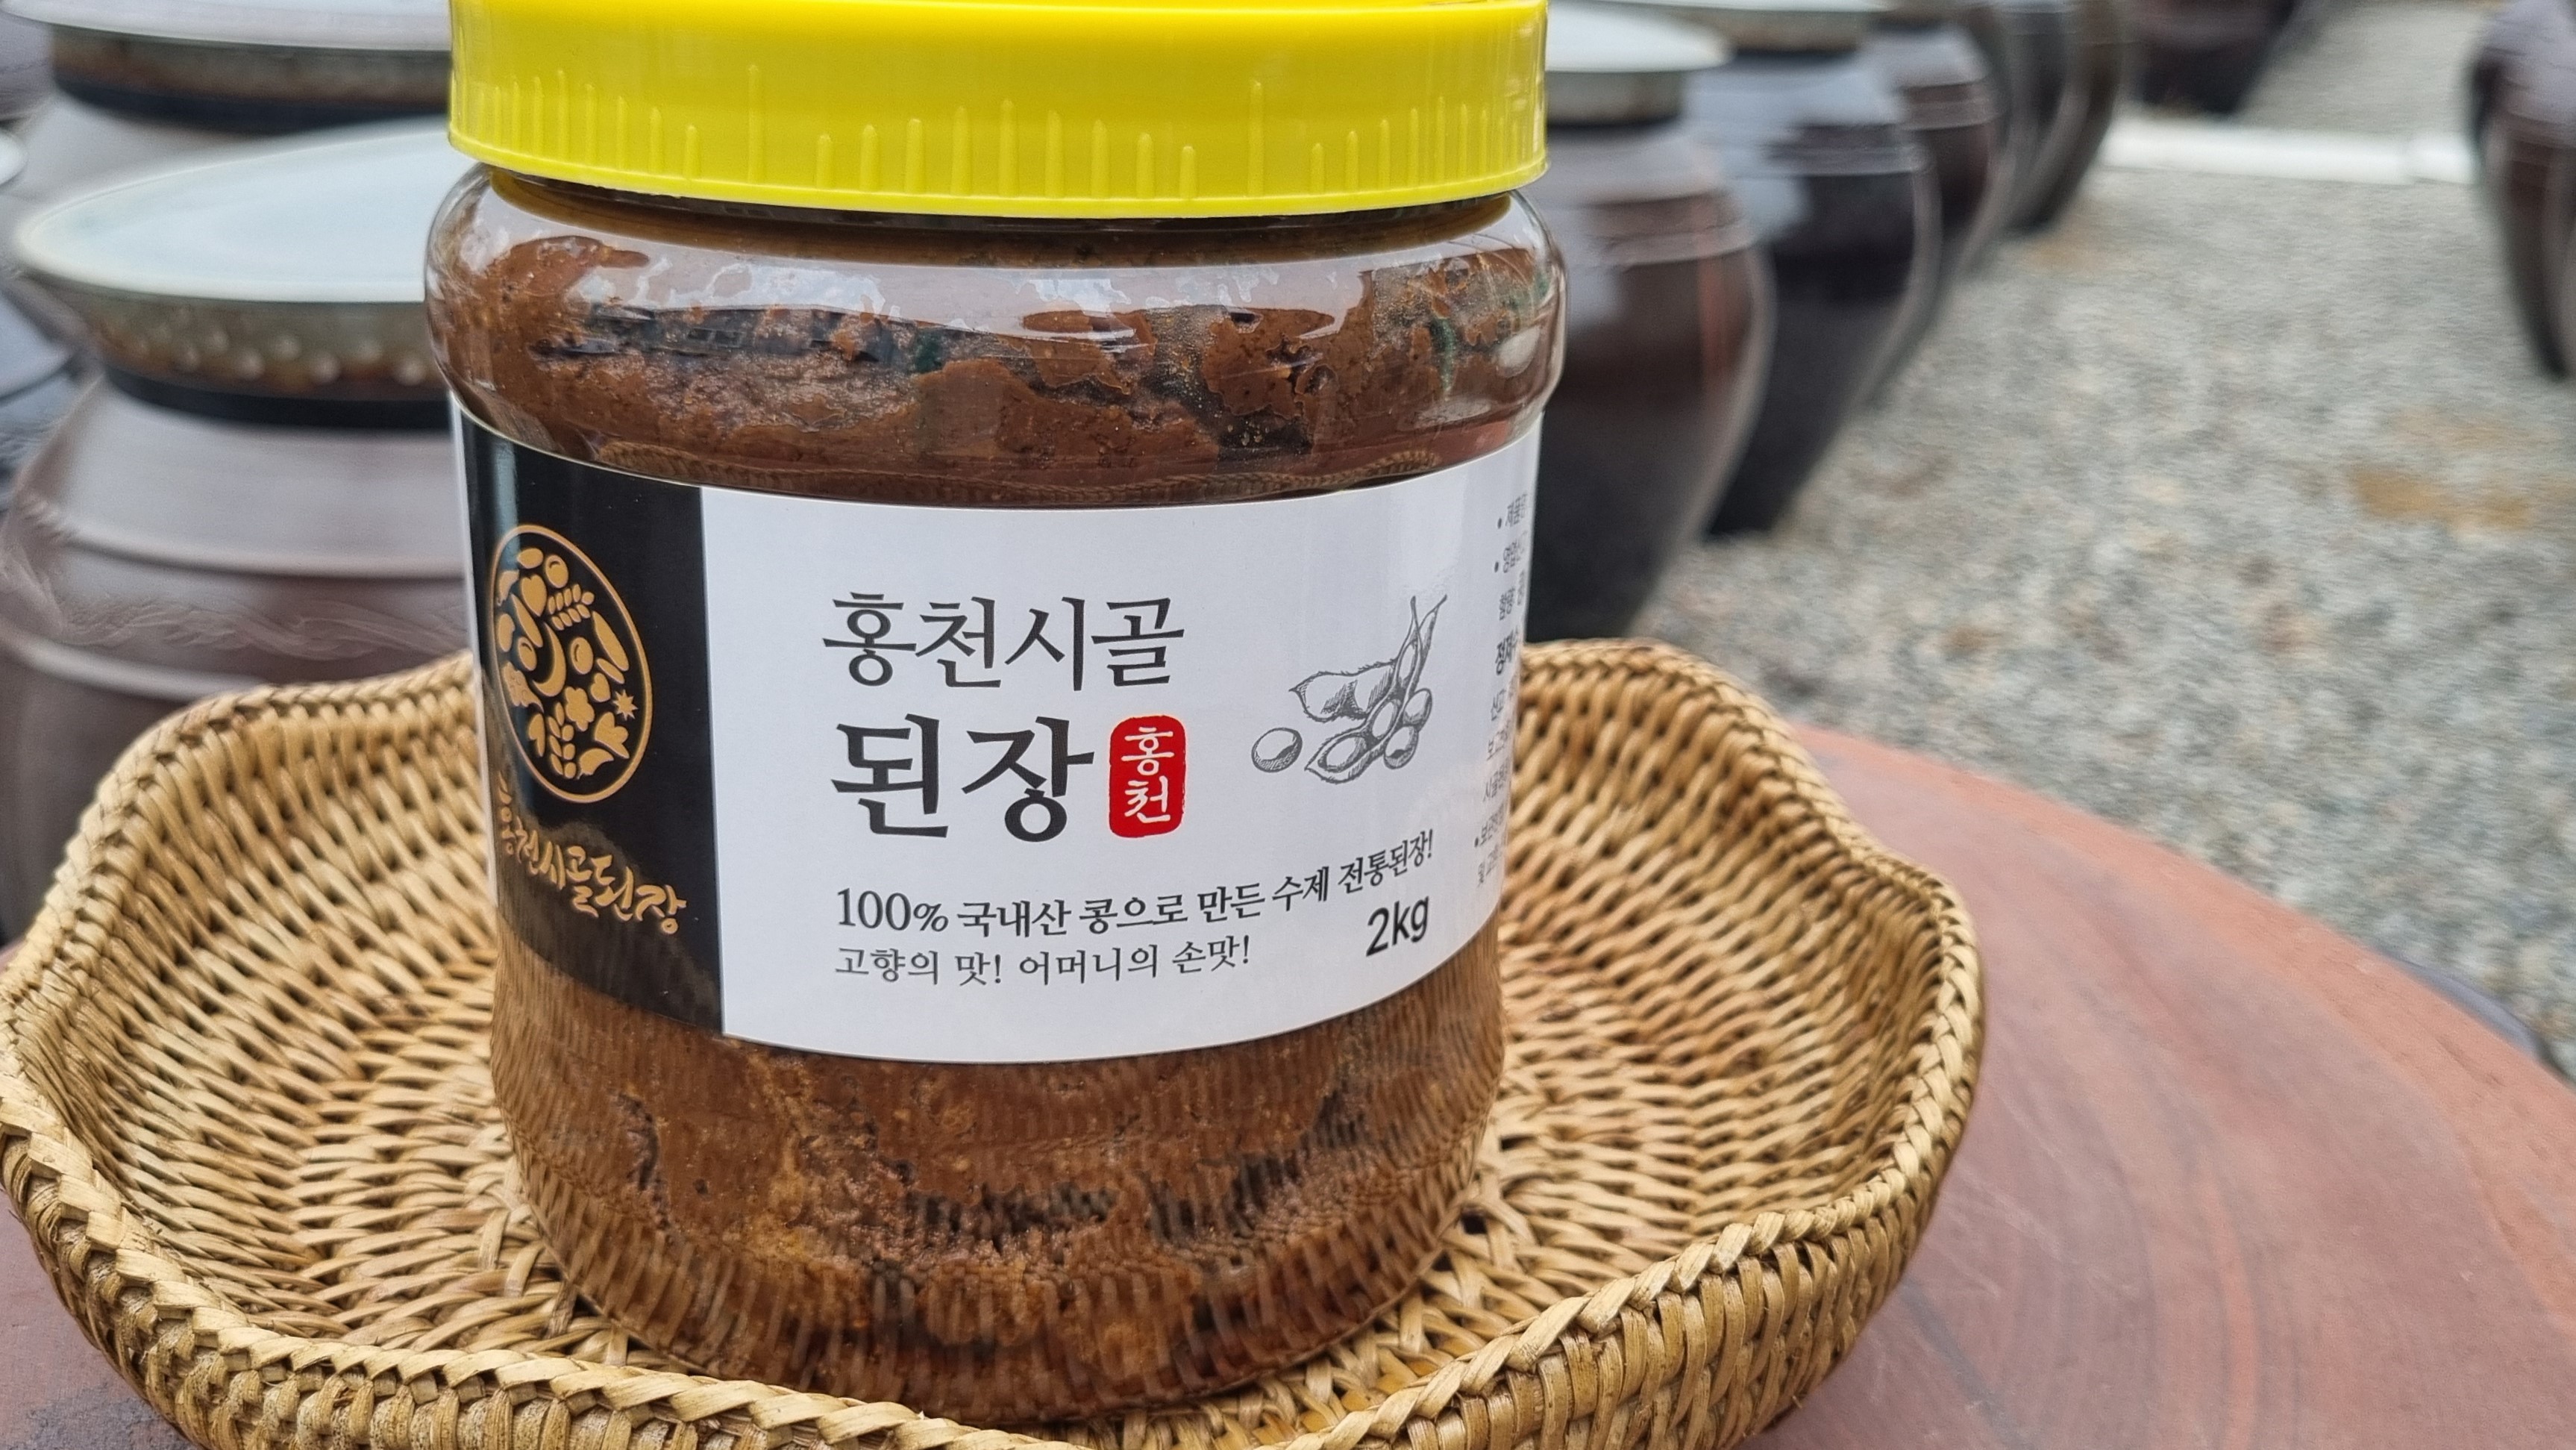 홍천시골된장
홍천시골
된장
홍천
100% 국내산 콩으로 만든 수제 전통된장!
고향의 맛! 어머니의 손맛!
2kg